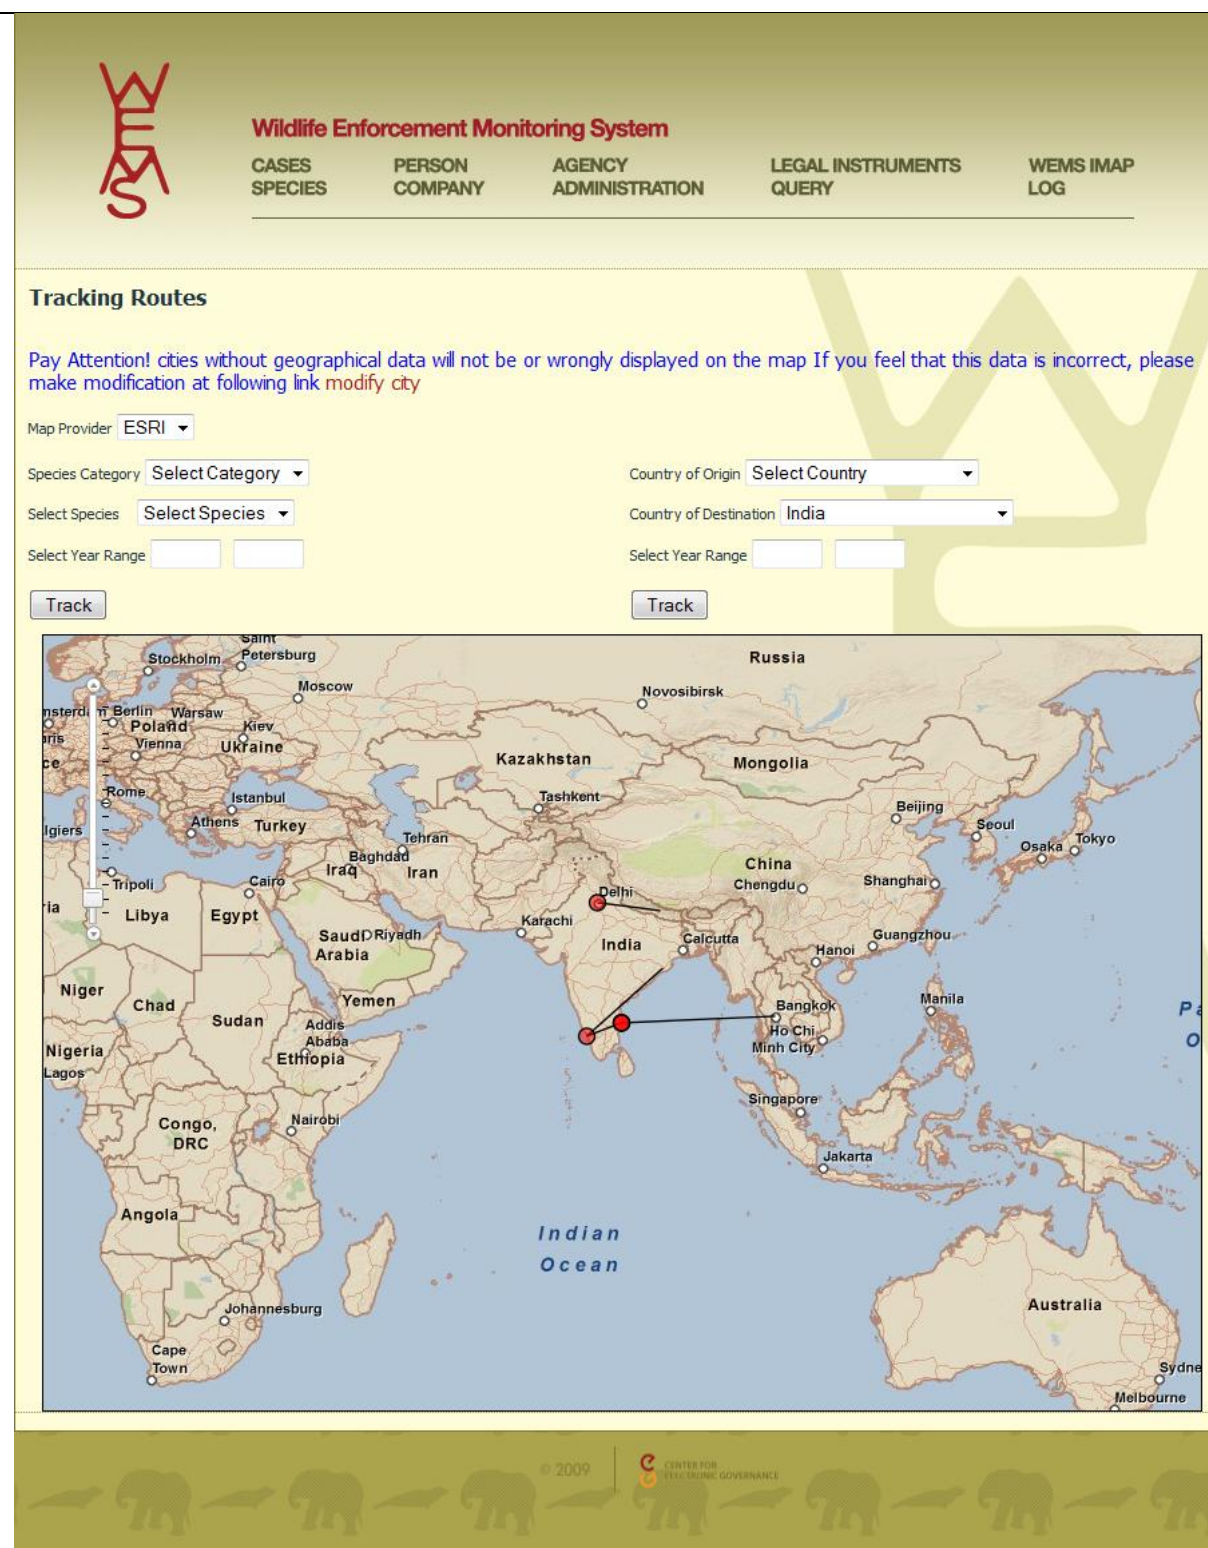 WEMS
Wildlife Enforcement Monitoring System
CASES PERSON AGENCY LEGAL INSTRUMENTS WEMS IMAP
SPECIES COMPANY ADMINISTRATION QUERY LOG
Tracking Routes
Pay Attention! cities without geographical data will not be or wrongly displayed on the map If you feel that this data is incorrect, please
make modification at following link modify city
Map Provider ESRI
Species Category Select Category Country of Origin Select Country
Select Species Select Species Country of Destination India
Select Year Range Select Year Range
Track Track
Saint
Stockholm Petersburg Russia
Moscow Novosibirsk
msterdam Berlin Warsaw
Poland Kiev
aris Vienna Ukraine
ce Kazakhstan Mongolia
Rome Istanbul Tashkent Beijing
lgiers Athens Turkey Tehran Seoul Tokyo
Baghdad Osaka
Iraq Iran China
Tripoli Cairo Delhi Chengdu Shanghai
ria Libya Egypt Karachi
Saudi Riyadh India Calcutta Guangzhou
Arabia Hanoi
Niger Chad Yemen Bangkok Manila Pa
Sudan Addis Ho Chi O
Nigeria Ababa Minh City
Lagos Ethiopia
Singapore
Congo, Nairobi
DRC Jakarta
Angola
Indian
Ocean
Johannesburg Australia
Cape
Town Sydne
Melbourne
© 2009 CENTER FOR
ELECTRONIC GOVERNANCE